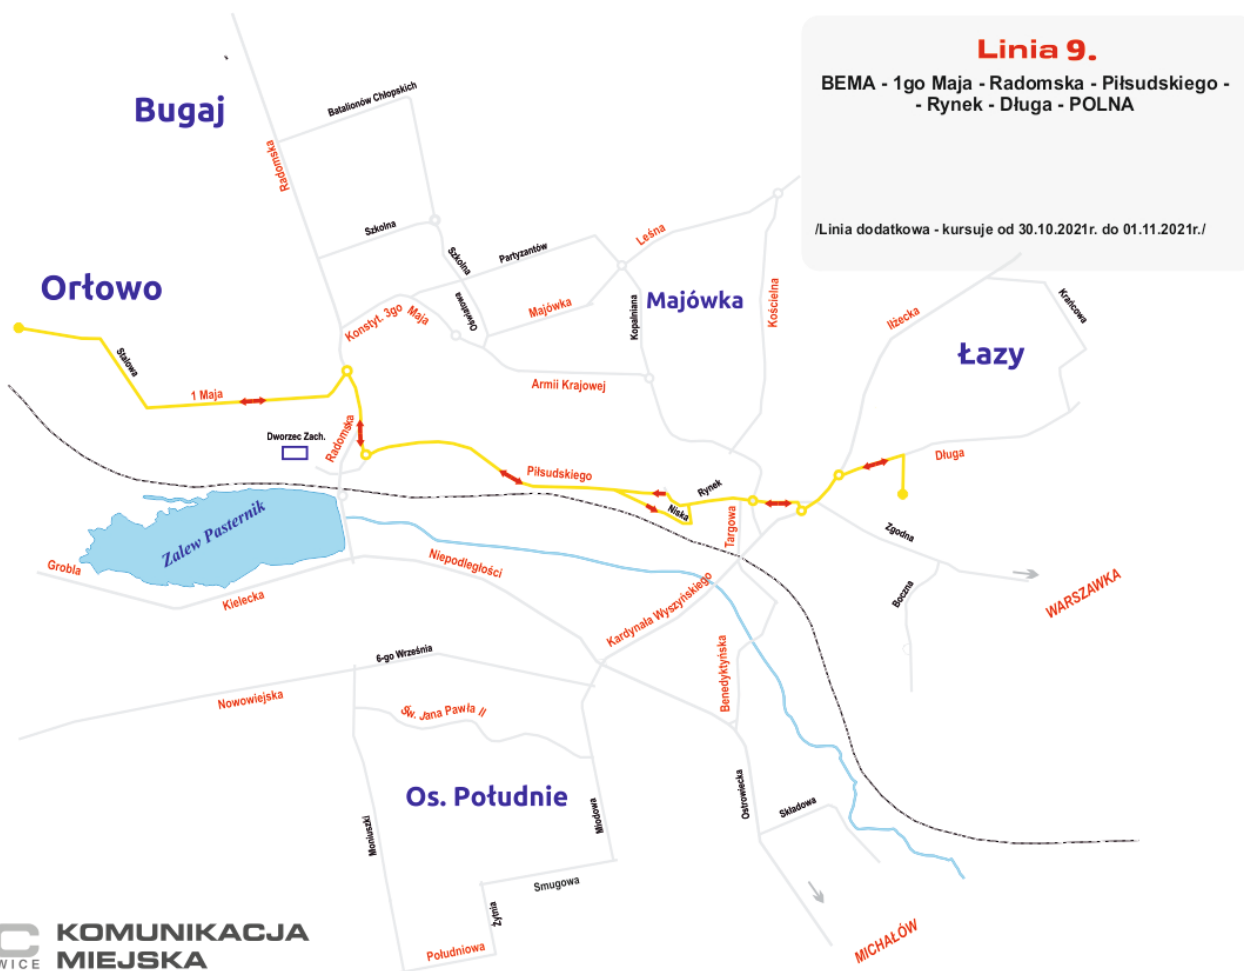 Linia 9.
BEMA - 1go Maja - Radomska - Piłsudskiego -
- Rynek - Długa - POLNA
/Linia dodatkowa - kursuje od 30.10.2021r. do 01.11.2021r./
Bugaj
Batalionów Chłopskich
Radomska
Szkolna
Szkolna
Partyzantów
Leśna
Orłowo
Konstyt. 3go Maja
Oświatowa
Majówka
Kopalniana
Majówka
Kościelna
Iłżecka
Krańcowa
Łazy
Stalowa
1 Maja
Armii Krajowej
Dworzec Zach.
Radomska
Piłsudskiego
Rynek
Niska
Targowa
Długa
Zgodna
Zalew Pasternik
Grobla
Kielecka
Niepodległości
Kardynała Wyszyńskiego
Boczna
WARSZAWKA
6-go Września
Nowowiejska
Św. Jana Pawła II
Benedyktyńska
Os. Południe
Moniuszki
Miodowa
Ostrowiecka
Składowa
Smugowa
Żytnia
Południowa
MICHAŁÓW
C KOMUNIKACJA
WICE MIEJSKA